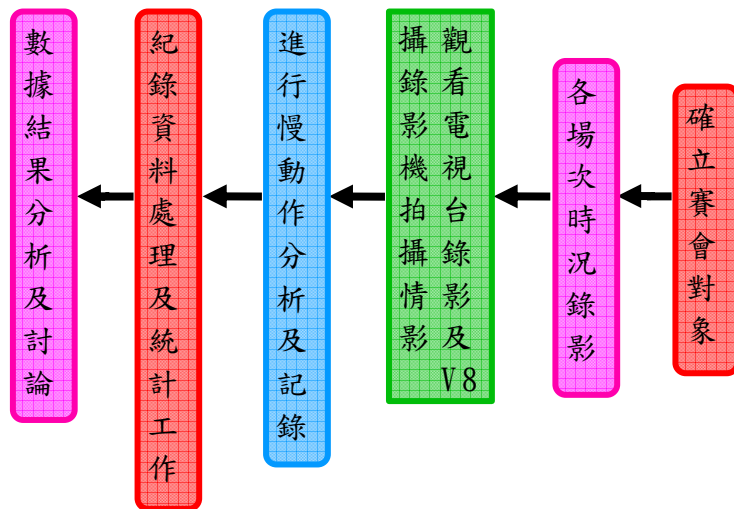 確立賽會對象
各場次時況錄影
觀看電視台錄影及V8
攝錄影機拍攝情影
進行慢動作分析及記錄
紀錄資料處理及統計工作
數據結果分析及討論